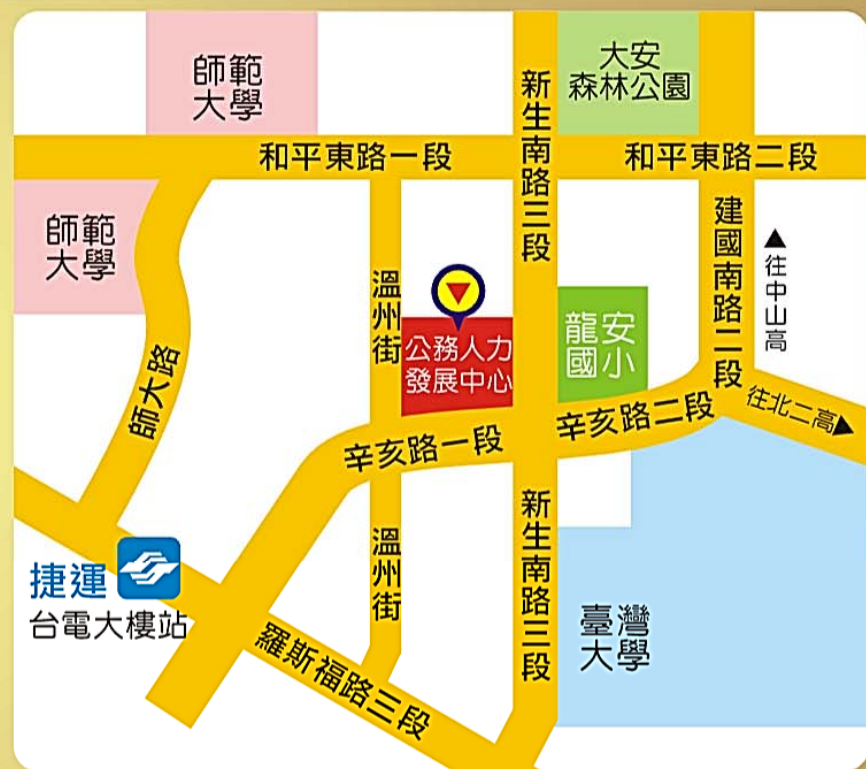 師範
大學
大安
森林公園
新生南路三段
和平東路一段
和平東路二段
師範
大學
建國南路二段
▲往中山高
溫州街
公務人力
發展中心
龍安
國小
師大路
辛亥路一段
辛亥路二段
往北二高▶
捷運
台電大樓站
溫州街
新生南路三段
羅斯福路三段
臺灣
大學